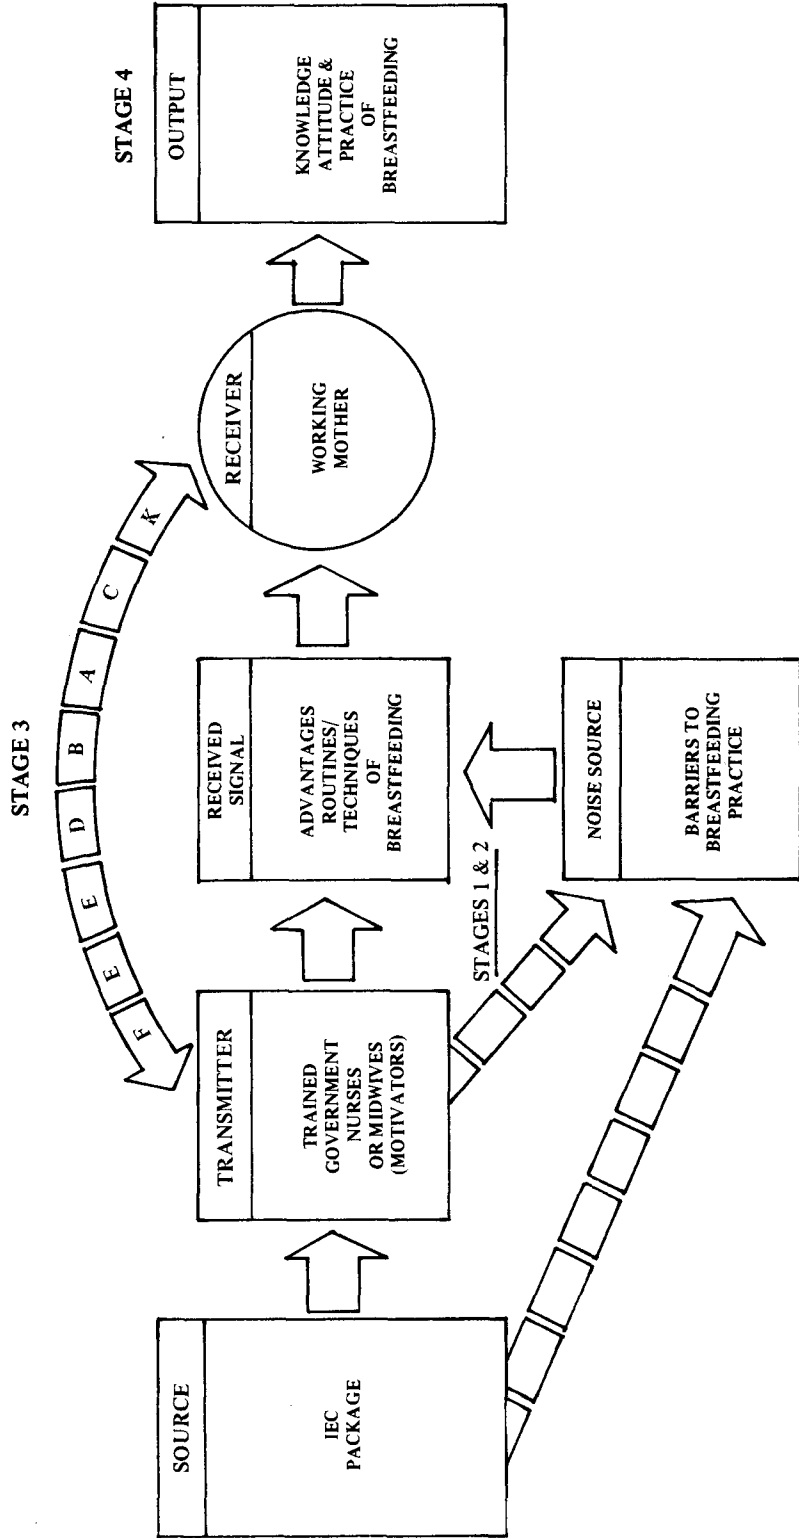 STAGE 3
STAGE 4
FEEDBACK
SOURCE
IEC
PACKAGE
TRANSMITTER
TRAINED
GOVERNMENT
NURSES
OR MIDWIVES
(MOTIVATORS)
RECEIVED
SIGNAL
ADVANTAGES
ROUTINES/
TECHNIQUES
OF
BREASTFEEDING
RECEIVER
WORKING
MOTHER
OUTPUT
KNOWLEDGE
ATTITUDE &
PRACTICE
OF
BREASTFEEDING
STAGES 1 & 2
NOISE SOURCE
BARRIERS TO
BREASTFEEDING
PRACTICE